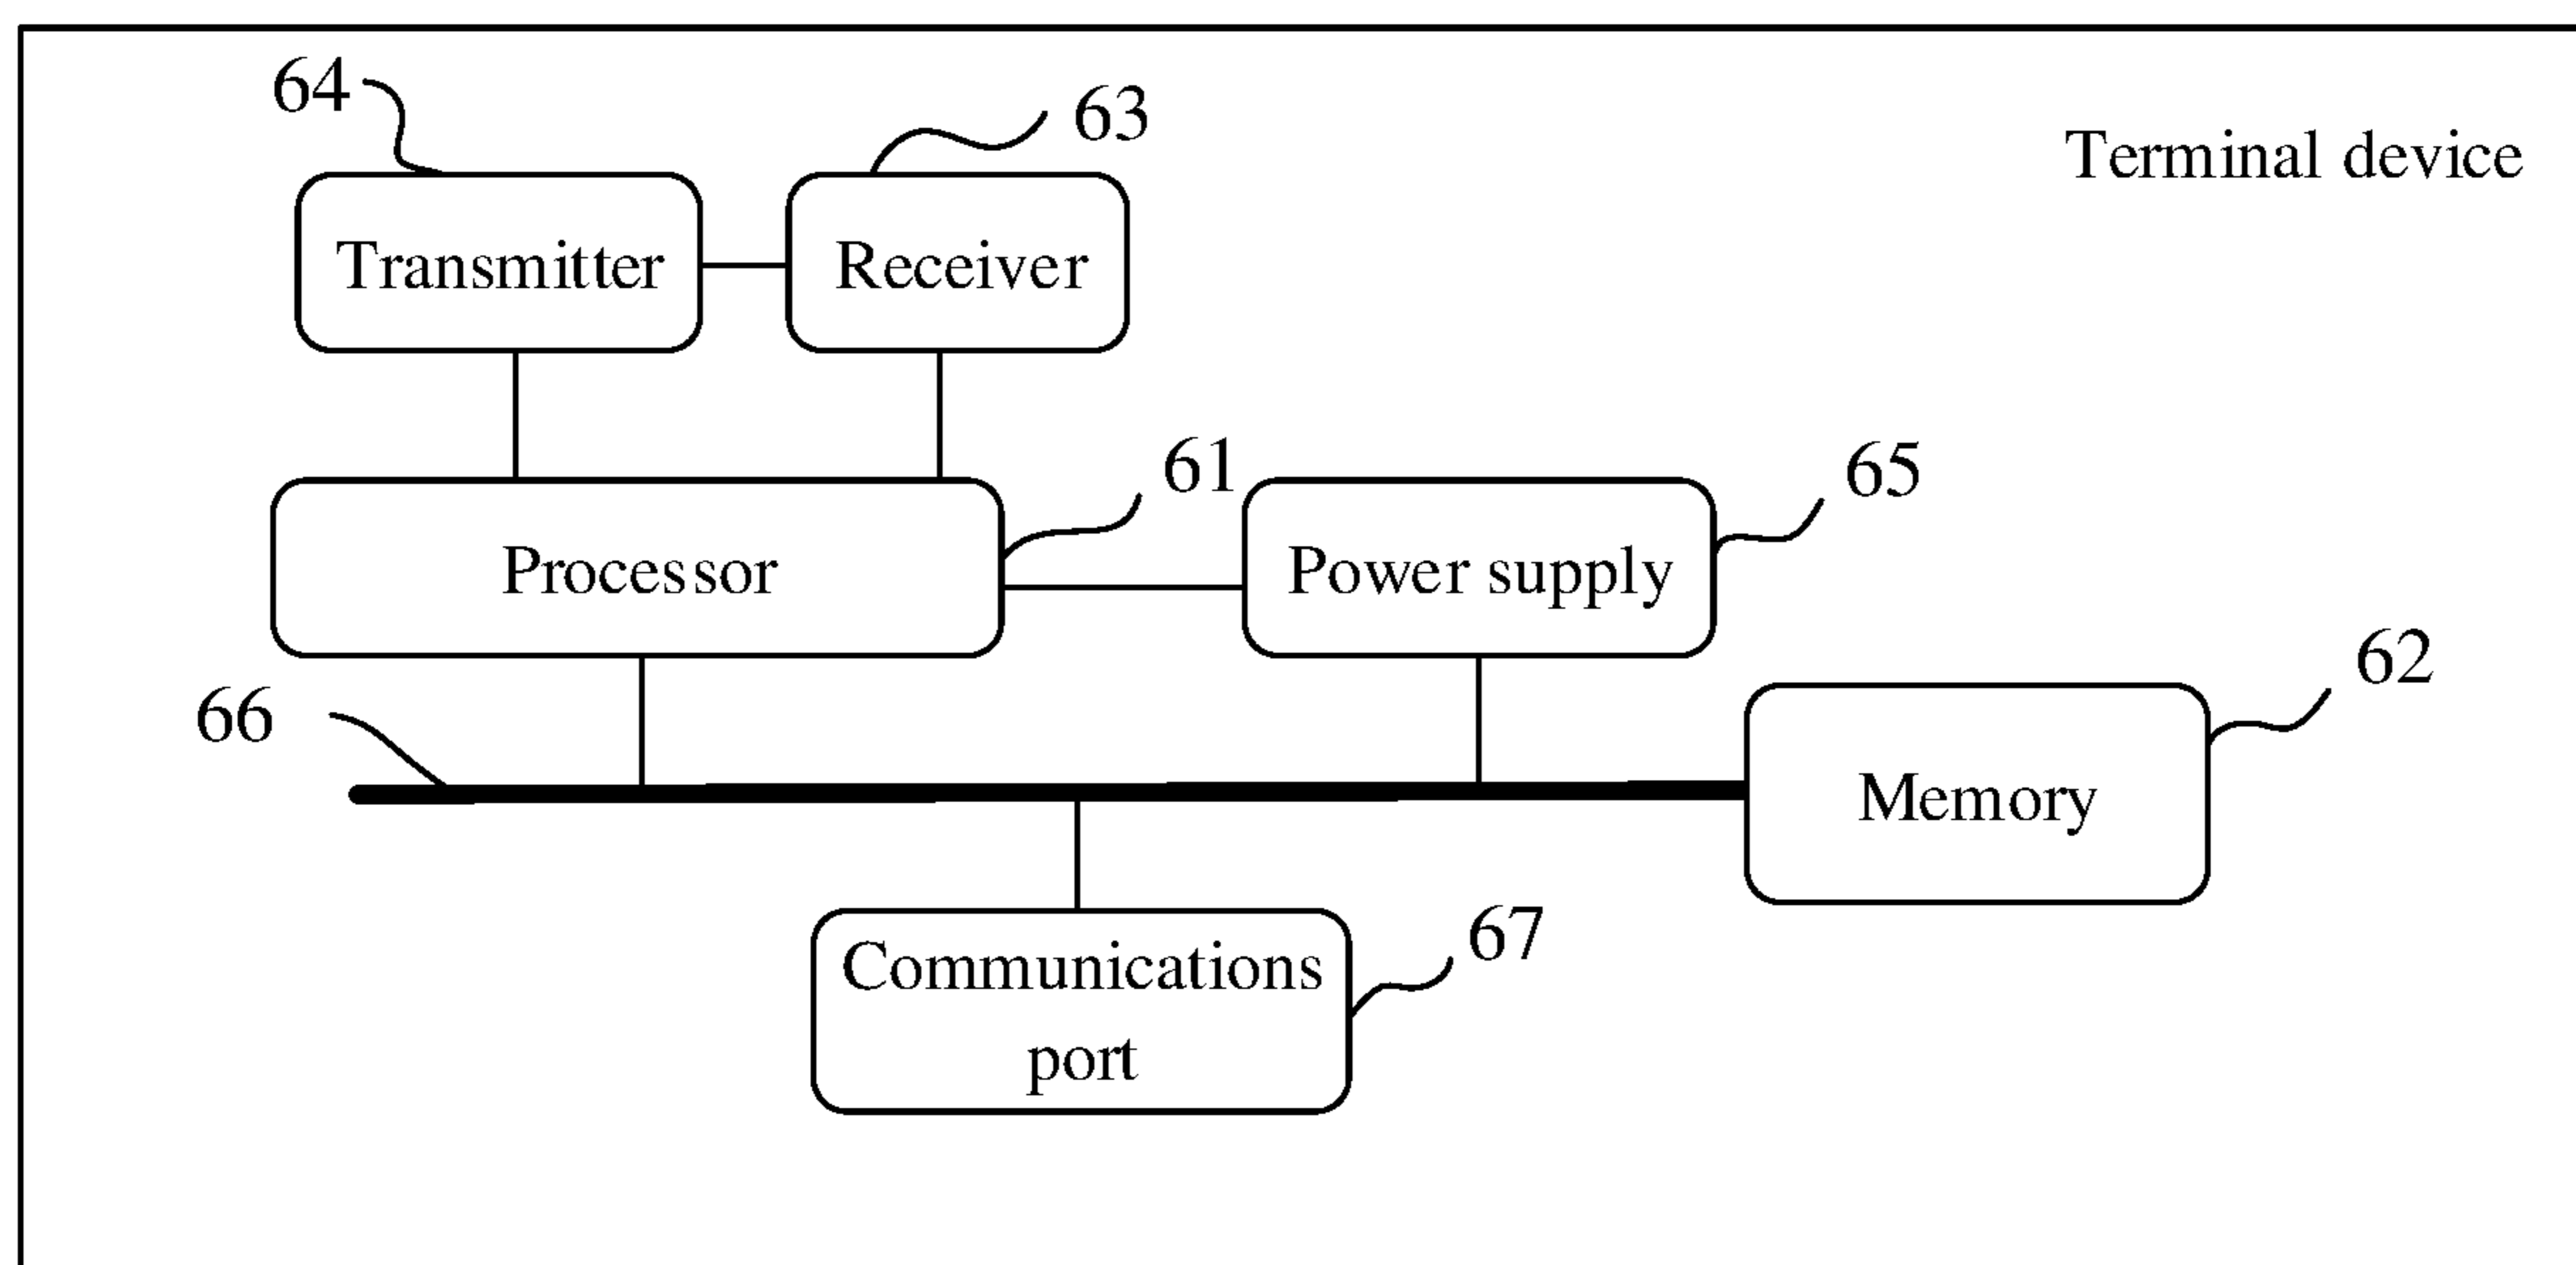 64
63
Terminal device
Transmitter
Receiver
61
65
Processor
Power supply
62
66
Memory
Communications
port
67